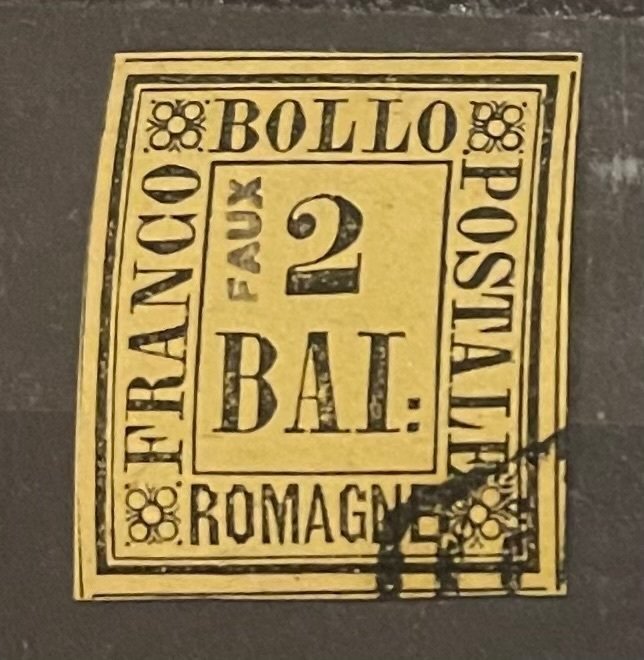 BOLLO
FRANCO
POSTALE
FAUX
2
BAI:
ROMAGNE